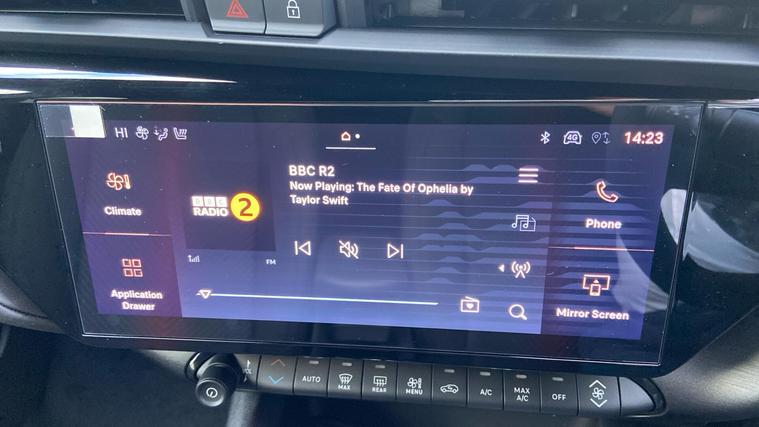 HI
4G
14:23
Climate
BBC
RADIO 2
BBC R2
Now Playing: The Fate Of Ophelia by
Taylor Swift
FM
Phone
Application
Drawer
Mirror Screen
AUTO
MAX
REAR
MENU
A/C
MAX
A/C
OFF